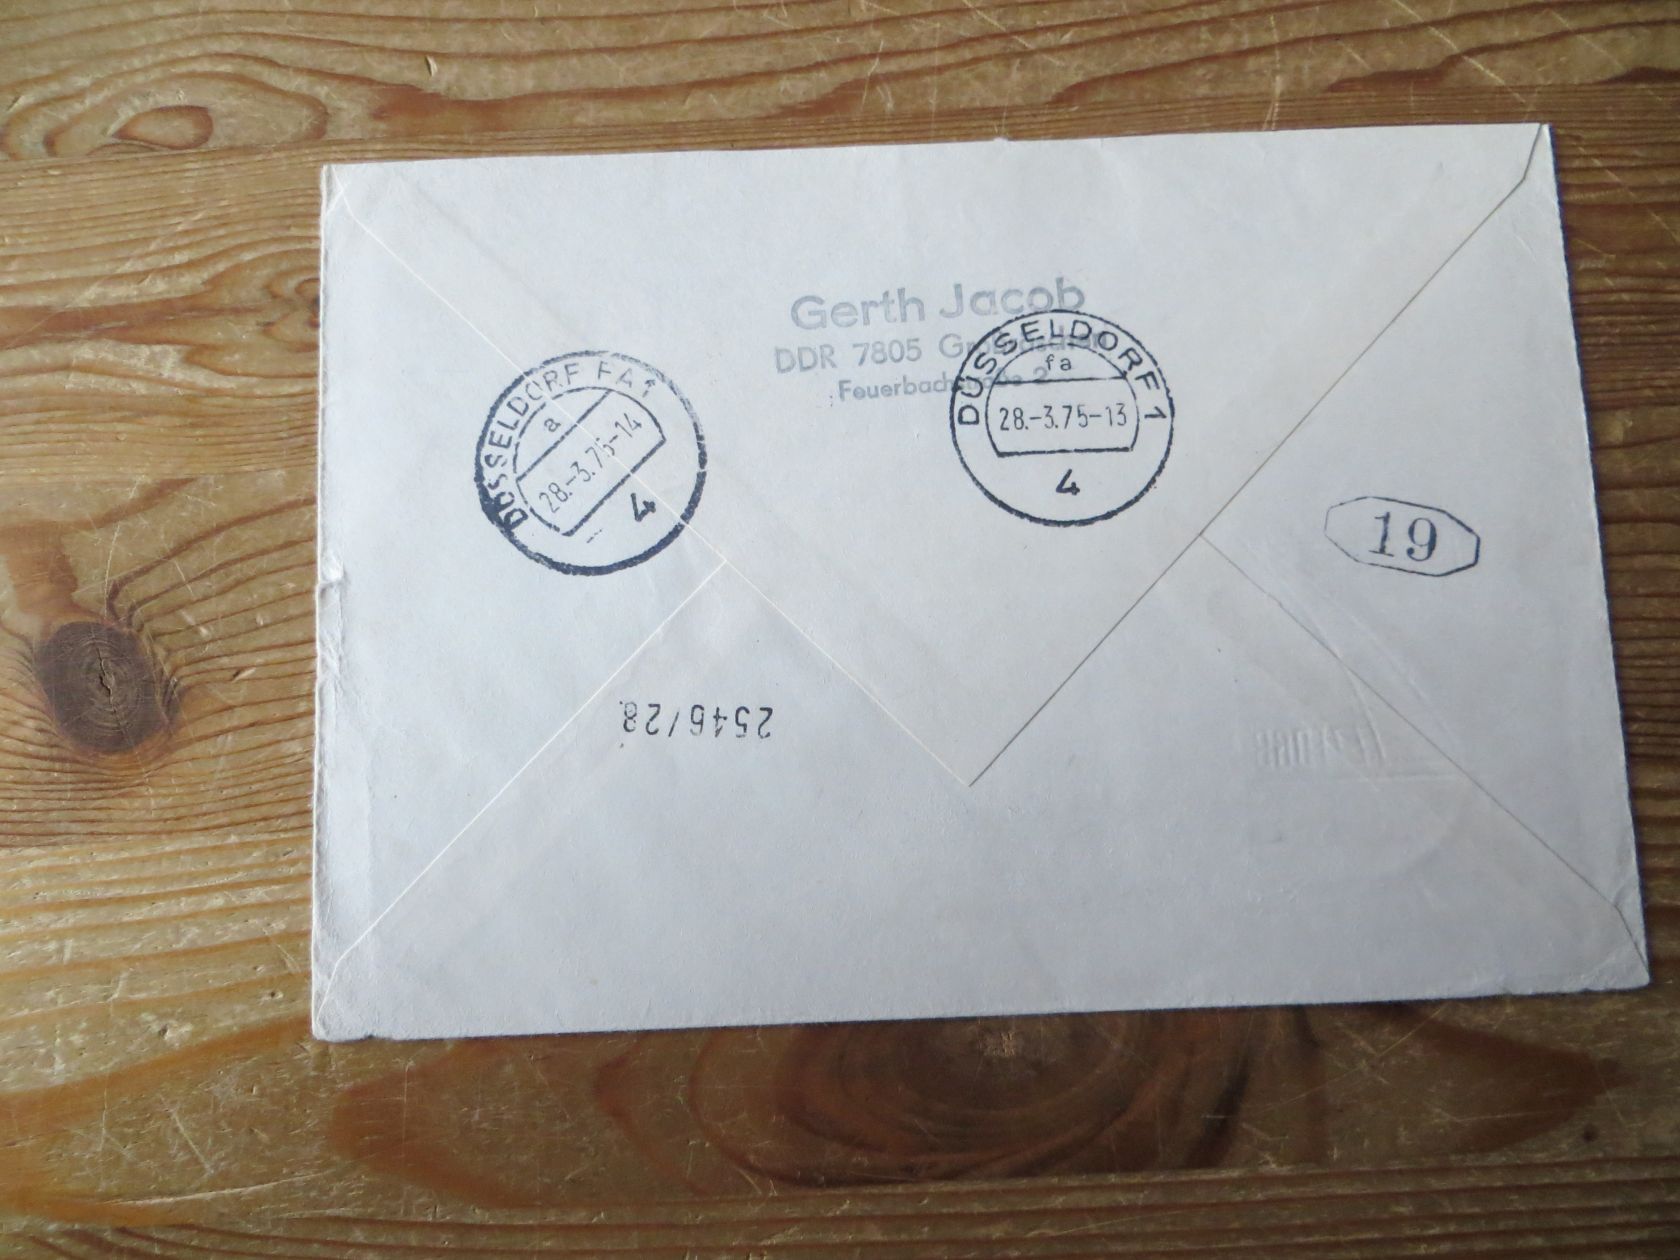 Gerth Jacob
DDR 7805
DÜSSELDORF FA 1
a
28.-3.75-14
4
DÜSSELDORF 1
fa
28.-3.75-13
4
19
2546/28